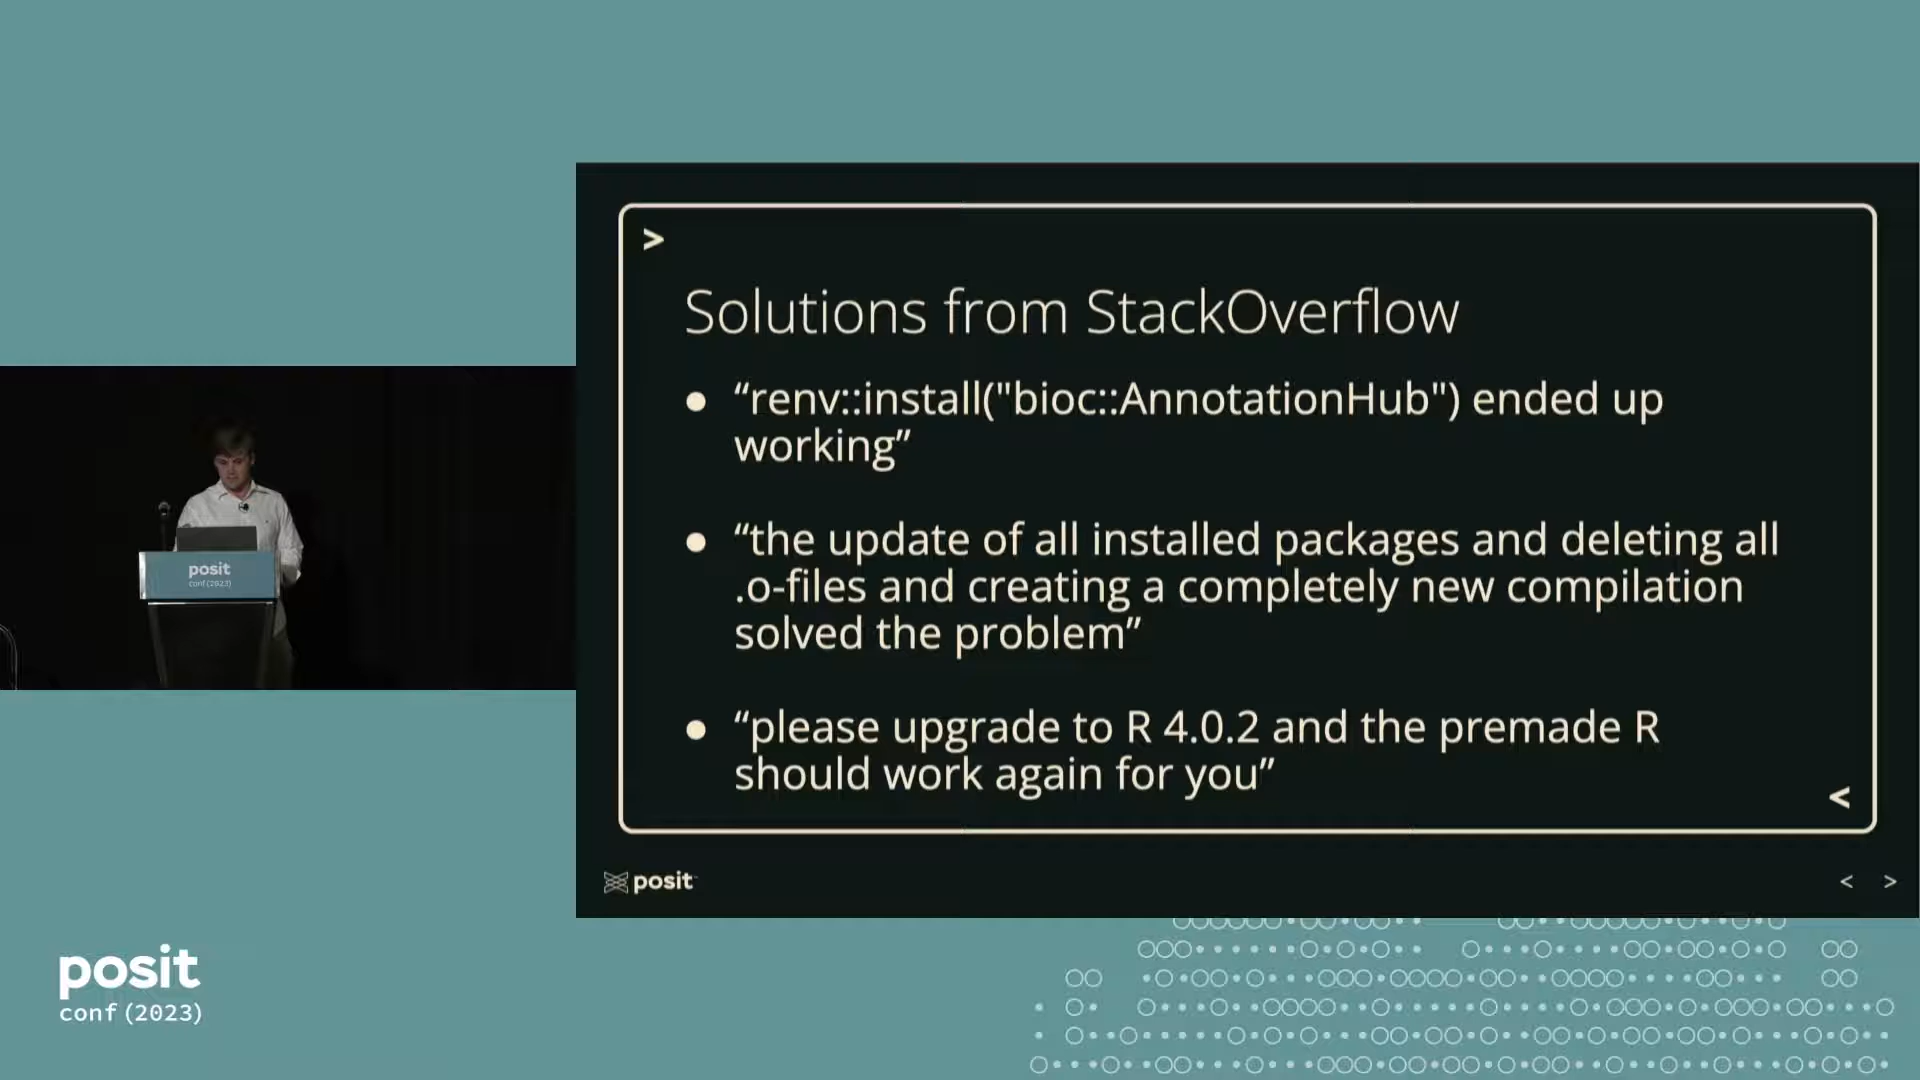 >
Solutions from StackOverflow
● “renv::install("bioc::AnnotationHub") ended up
working”
● “the update of all installed packages and deleting all
.o-files and creating a completely new compilation
solved the problem”
● “please upgrade to R 4.0.2 and the premade R
should work again for you”
<
posit
< >
posit
conf(2023)
posit
conf(2023)